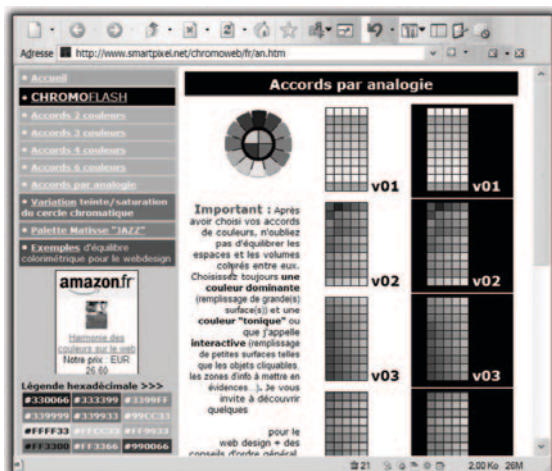 Adresse http://www.smartpixel.net/chromoweb/fr/an.htm
Accueil
CHROMOFLASH
Accords 2 couleurs
Accords 3 couleurs
Accords 4 couleurs
Accords 6 couleurs
Accords par analogie
Variation teinte/saturation
du cercle chromatique
Palette Matisse "JAZZ"
Exemples d'équilibre
colorimétrique pour le webdesign
amazon.fr
Harmonie des
couleurs sur le web
Notre prix : EUR
26.60
Légende hexadécimale >>>
#330066 #333399 #3399FF
#339999 #339933 #99CC33
#FFFF33 #FFCC33 #FF9933
#FF3300 #FF3366 #990066
Accords par analogie
Important : Après
avoir choisi vos accords
de couleurs, n'oubliez
pas d'équilibrer les
espaces et les volumes
colorés entre eux.
Choisissez toujours une
couleur dominante
(remplissage de grande(s)
surface(s)) et une
couleur "tonique" ou
que j'appelle
interactive (remplissage
de petites surfaces telles
que les objets cliquables,
les zones d'info à mettre en
évidences...). Je vous
invite à découvrir
quelques
pour le
web design + des
conseils d'ordre général
v01 v01
v02 v02
v03 v03
21 2,00 Ko 26M